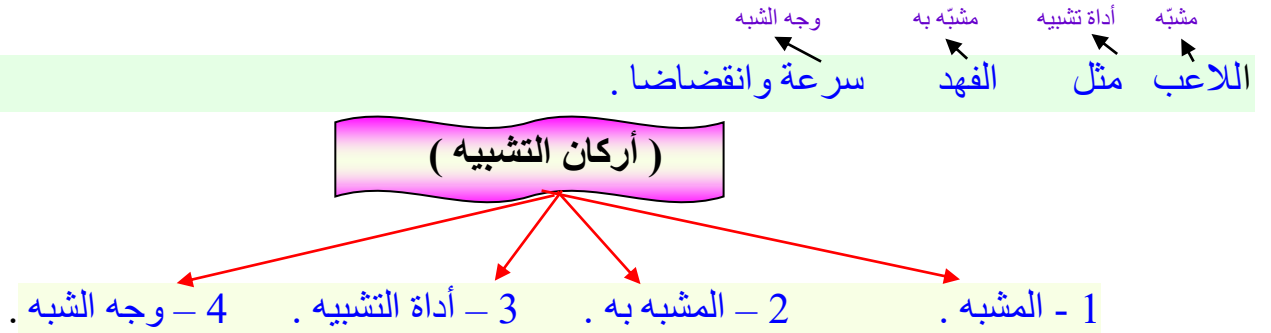 مشبّه أداة تشبيه مشبّه به وجه الشبه
اللاعب مثل الفهد سرعة وانقضاضا .
( أركان التشبيه )
1 - المشبه . 2 – المشبه به . 3 – أداة التشبيه . 4 – وجه الشبه .